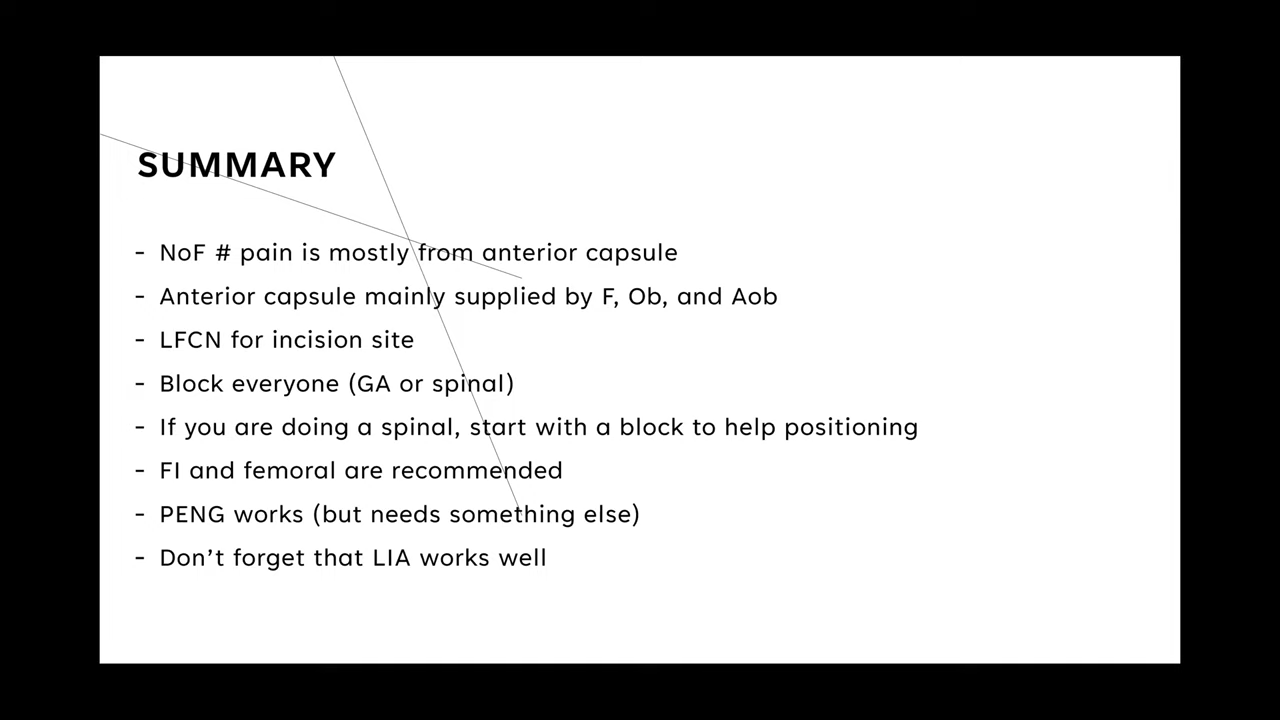 SUMMARY
- NoF # pain is mostly from anterior capsule
- Anterior capsule mainly supplied by F, Ob, and Aob
- LFCN for incision site
- Block everyone (GA or spinal)
- If you are doing a spinal, start with a block to help positioning
- FI and femoral are recommended
- PENG works (but needs something else)
- Don’t forget that LIA works well